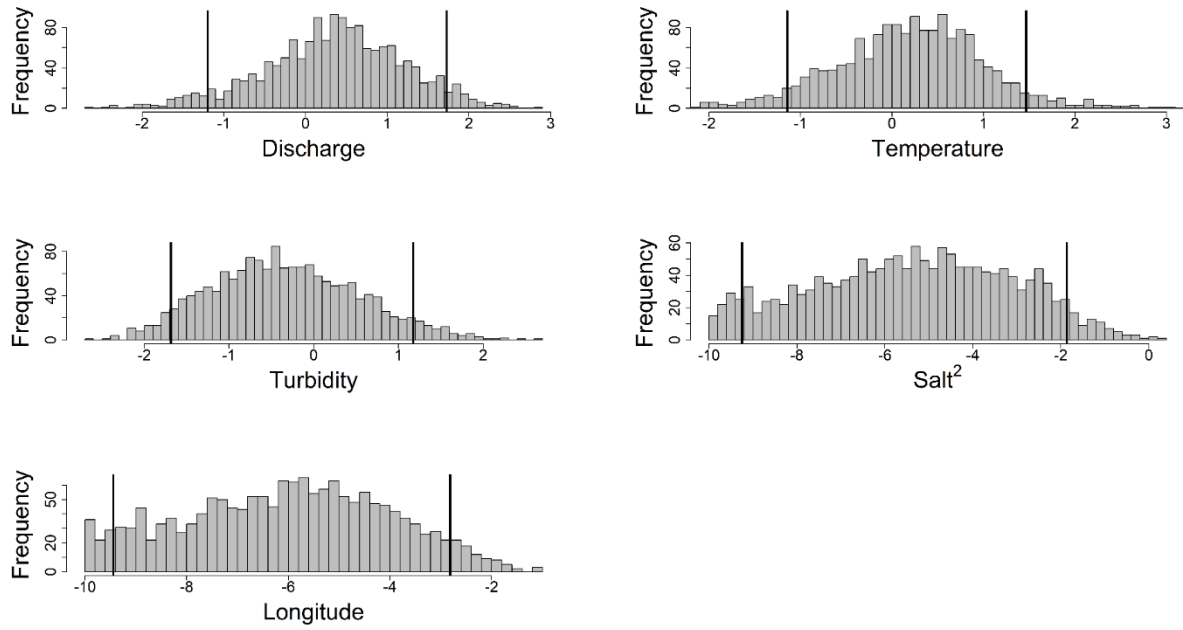 Frequency
0 40 80
-2 -1 0 1 2 3
Discharge
Frequency
0 40 80
-2 -1 0 1 2 3
Temperature
Frequency
0 40 80
-2 -1 0 1 2
Turbidity
Frequency
0 20 40 60
-10 -8 -6 -4 -2 0
Salt²
Frequency
0 20 50
-10 -8 -6 -4 -2
Longitude